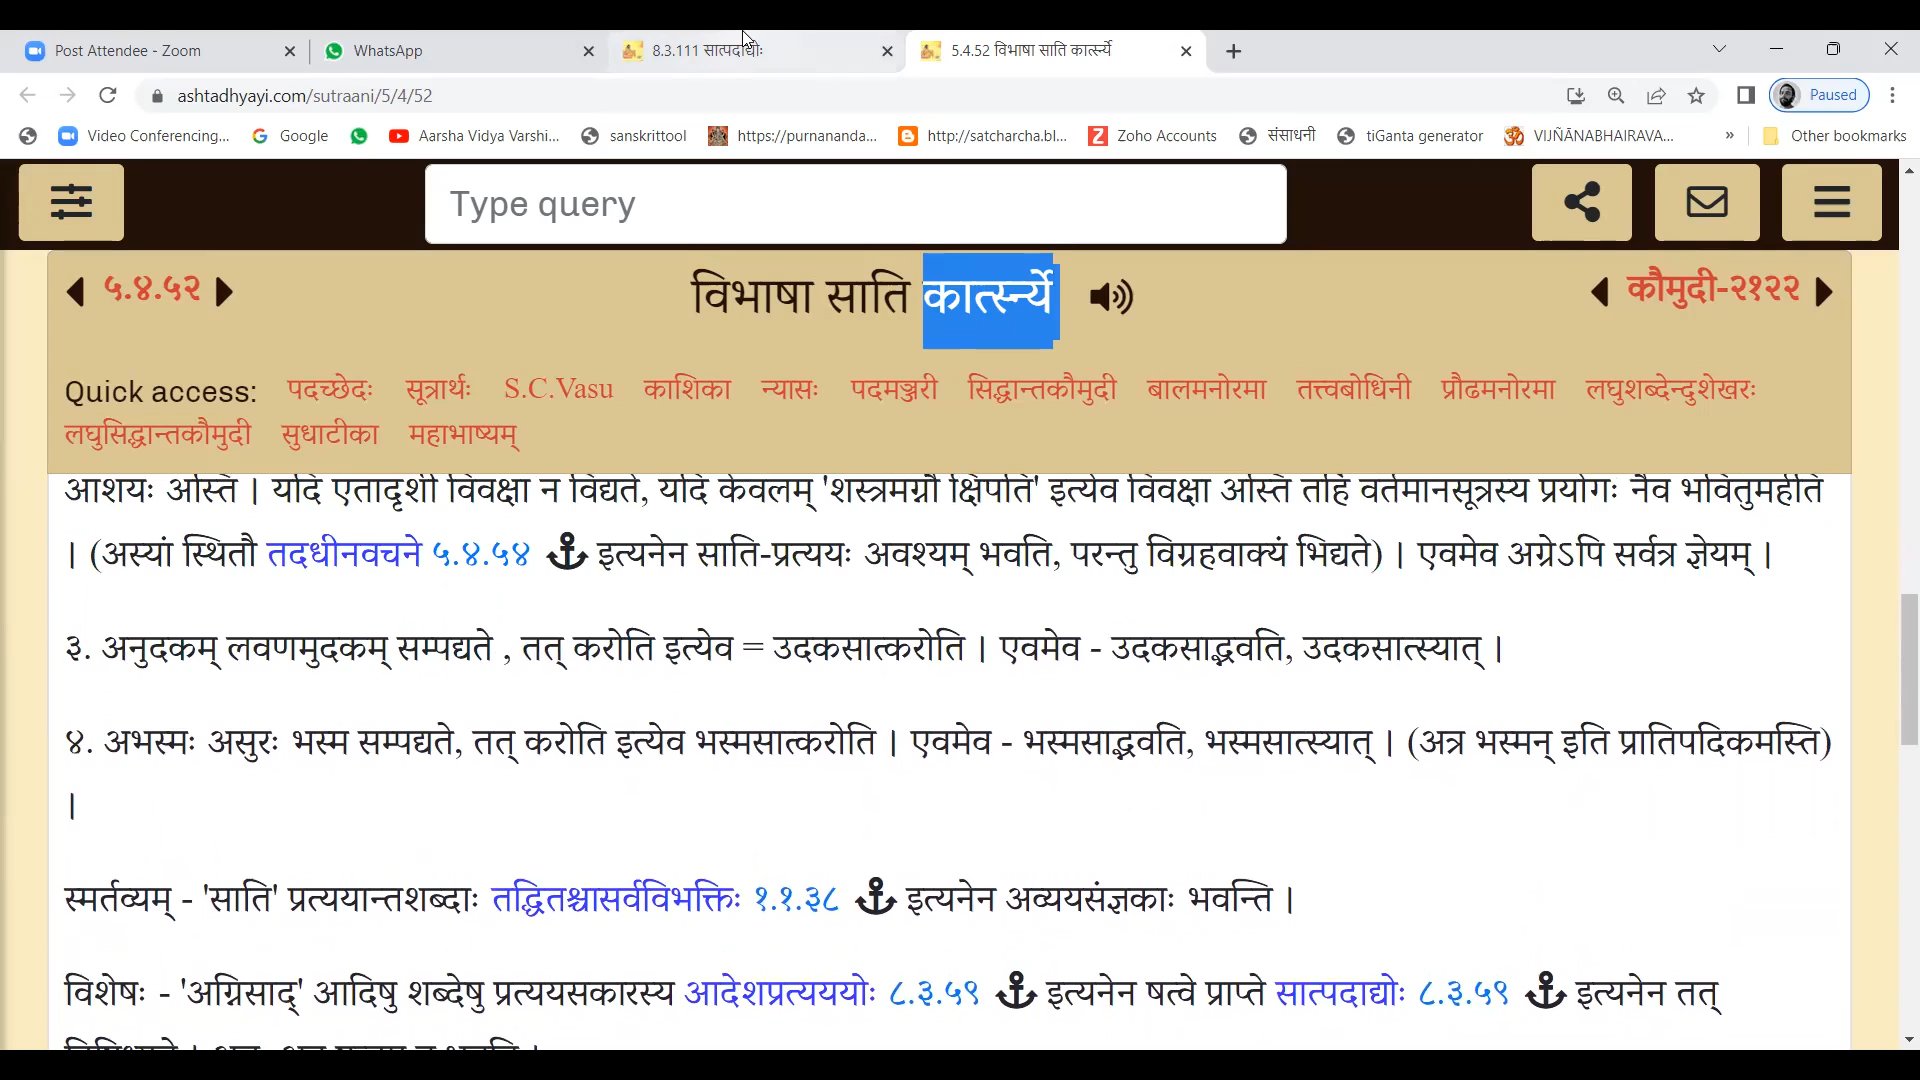 Post Attendee - Zoom WhatsApp 8.3.111 सात्पदाद्योः 5.4.52 विभाषा साति कार्त्स्न्ये
ashtadhyayi.com/sutraani/5/4/52 Paused
Video Conferencing... Google Aarsha Vidya Varshi... sanskrittool https://purnananda... http://satcharcha.bl... Zoho Accounts संसाधनी tiGanta generator VIJÑĀNABHAIRAVA... » Other bookmarks
Type query
५.४.५२ विभाषा साति कार्त्स्न्ये कौमुदी-२१२२
Quick access: पदच्छेदः सूत्रार्थः S.C.Vasu काशिका न्यासः पदमञ्जरी सिद्धान्तकौमुदी बालमनोरमा तत्त्वबोधिनी प्रौढमनोरमा लघुशब्देन्दुशेखरः
लघुसिद्धान्तकौमुदी सुधाटीका महाभाष्यम्
आशयः अस्ति । यदि एतादृशी विवक्षा न विद्यते, यदि केवलम् 'शस्त्रमग्नौ क्षिपति' इत्येव विवक्षा अस्ति तर्हि वर्तमानसूत्रस्य प्रयोगः नैव भवितुमर्हति
। (अस्यां स्थितौ तदधीनवचने ५.४.५४ इत्यनेन साति-प्रत्ययः अवश्यम् भवति, परन्तु विग्रहवाक्यं भिद्यते) । एवमेव अग्रेऽपि सर्वत्र ज्ञेयम् ।
३. अनुदकम् लवणमुदकम् सम्पद्यते , तत् करोति इत्येव = उदकसात्करोति । एवमेव - उदकसाद्भवति, उदकसात्स्यात् ।
४. अभस्मः असुरः भस्म सम्पद्यते, तत् करोति इत्येव भस्मसात्करोति । एवमेव - भस्मसाद्भवति, भस्मसात्स्यात् । (अत्र भस्मन् इति प्रातिपदिकमस्ति)
।
स्मर्तव्यम् - 'साति' प्रत्ययान्तशब्दाः तद्धितश्चासर्वविभक्तिः १.१.३८ इत्यनेन अव्ययसंज्ञकाः भवन्ति ।
विशेषः - 'अग्निसाद्' आदिषु शब्देषु प्रत्ययसकारस्य आदेशप्रत्यययोः ८.३.५९ इत्यनेन षत्वे प्राप्ते सात्पदाद्योः ८.३.५९ इत्यनेन तत्